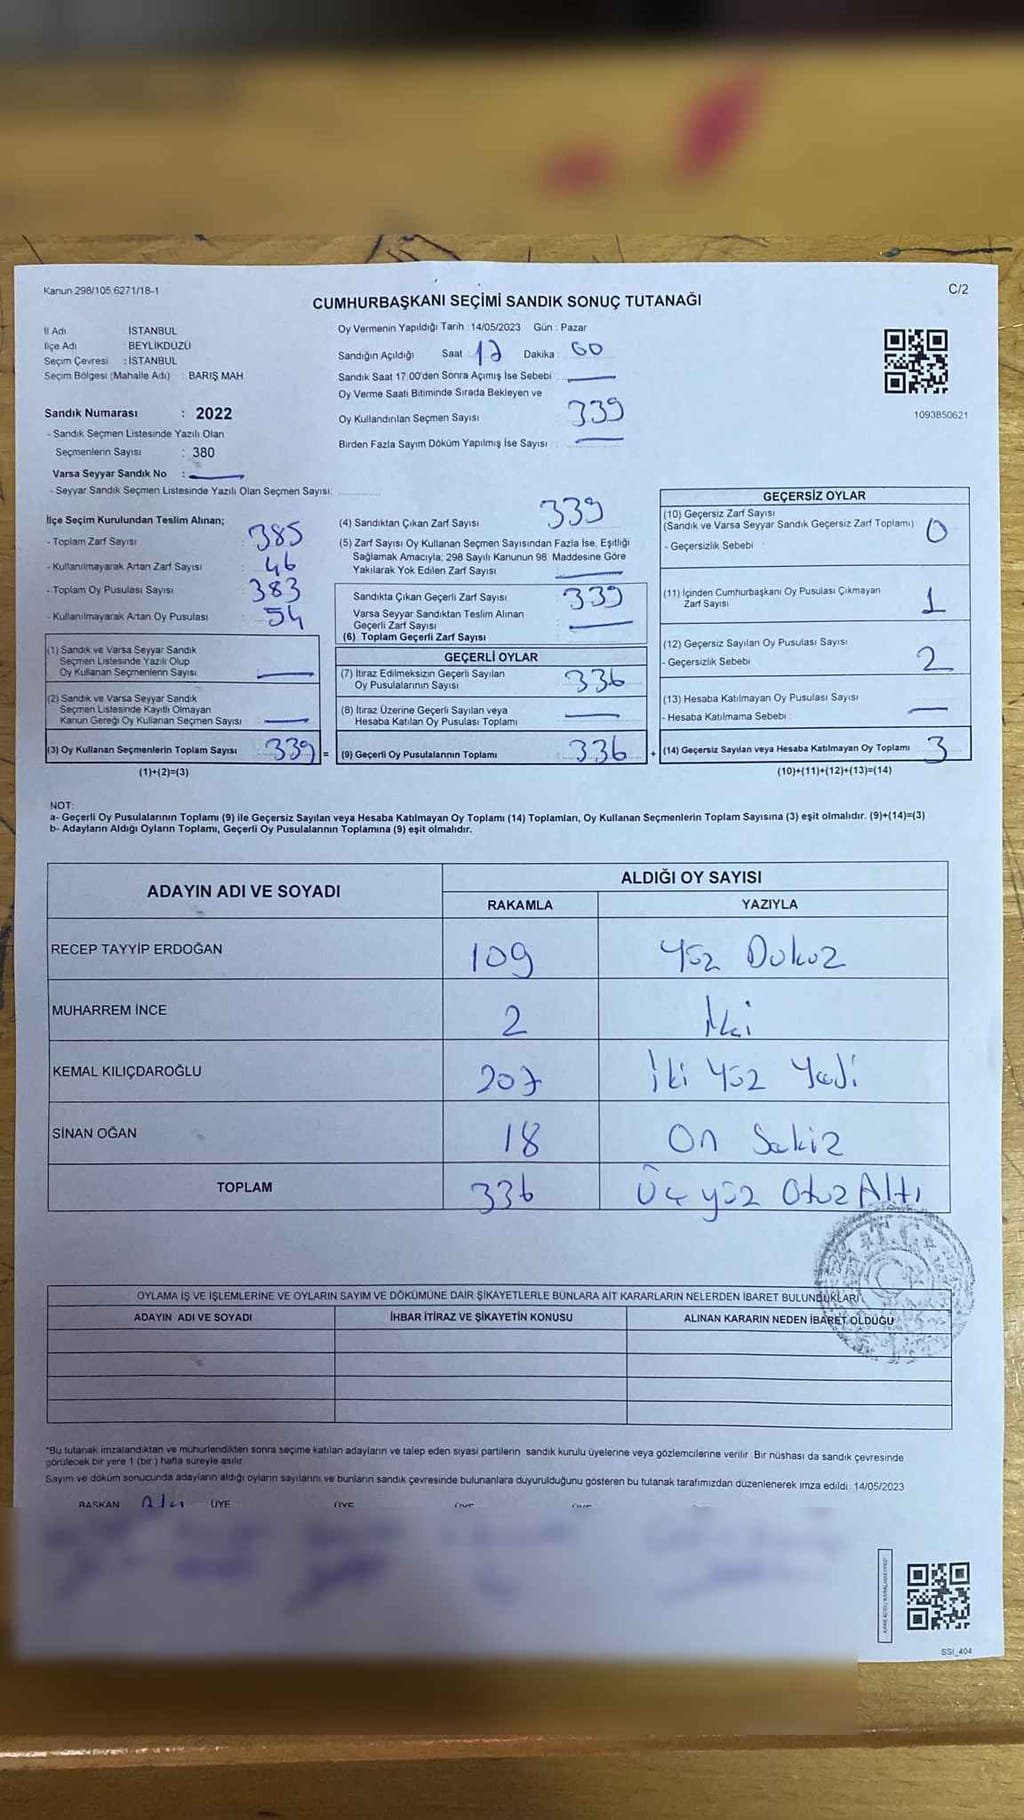 Kanun 298/105,6271/18-1
C/2
CUMHURBAŞKANI SEÇİMİ SANDIK SONUÇ TUTANAĞI
İl Adı İSTANBUL
İlçe Adı : BEYLİKDÜZÜ
Seçim Çevresi : İSTANBUL
Seçim Bölgesi (Mahalle Adı) : BARIŞ MAH.
Sandık Numarası : 2022
- Sandık Seçmen Listesinde Yazılı Olan
Seçmenlerin Sayısı : 380
Varsa Seyyar Sandık No :
- Seyyar Sandık Seçmen Listesinde Yazılı Olan Seçmen Sayısı:
Oy Vermenin Yapıldığı Tarih :14/05/2023 Gün : Pazar
Sandığın Açıldığı Saat 17 Dakika : 00
Sandık Saat 17:00'den Sonra Açımış İse Sebebi :
Oy Verme Saati Bitiminde Sırada Bekleyen ve
Oy Kullandırılan Seçmen Sayısı 339
Birden Fazla Sayım Döküm Yapılmış İse Sayısı :
1093850621
İlçe Seçim Kurulundan Teslim Alınan;
- Toplam Zarf Sayısı : 385
- Kullanılmayarak Artan Zarf Sayısı : 46
- Toplam Oy Pusulası Sayısı : 383
- Kullanılmayarak Artan Oy Pusulası : 54
(1) Sandık ve Varsa Seyyar Sandık
Seçmen Listesinde Yazılı Olup
Oy Kullanan Seçmenlerin Sayısı
(2) Sandık ve Varsa Seyyar Sandık
Seçmen Listesinde Kayıtlı Olmayan
Kanun Gereği Oy Kullanan Seçmen Sayısı
(3) Oy Kullanan Seçmenlerin Toplam Sayısı : 339 =
(1)+(2)=(3)
(4) Sandıktan Çıkan Zarf Sayısı 339
(5) Zarf Sayısı Oy Kullanan Seçmen Sayısından Fazla İse, Eşitliği
Sağlamak Amacıyla; 298 Sayılı Kanunun 98. Maddesine Göre
Yakılarak Yok Edilen Zarf Sayısı
Sandıkta Çıkan Geçerli Zarf Sayısı 339
Varsa Seyyar Sandıktan Teslim Alınan
Geçerli Zarf Sayısı
(6) Toplam Geçerli Zarf Sayısı
GEÇERLİ OYLAR
(7) İtiraz Edilmeksizin Geçerli Sayılan
Oy Pusulalarının Sayısı 336
(8) İtiraz Üzerine Geçerli Sayılan veya
Hesaba Katılan Oy Pusulası Toplamı
(9) Geçerli Oy Pusulalarının Toplamı 336 +
GEÇERSİZ OYLAR
(10) Geçersiz Zarf Sayısı
(Sandık ve Varsa Seyyar Sandık Geçersiz Zarf Toplamı) 0
- Geçersizlik Sebebi
(11) İçinden Cumhurbaşkanı Oy Pusulası Çıkmayan
Zarf Sayısı 1
(12) Geçersiz Sayılan Oy Pusulası Sayısı 2
- Geçersizlik Sebebi
(13) Hesaba Katılmayan Oy Pusulası Sayısı
- Hesaba Katılmama Sebebi :
(14) Geçersiz Sayılan veya Hesaba Katılmayan Oy Toplamı 3
(10)+(11)+(12)+(13)=(14)
NOT:
a- Geçerli Oy Pusulalarının Toplamı (9) ile Geçersiz Sayılan veya Hesaba Katılmayan Oy Toplamı (14) Toplamları, Oy Kullanan Seçmenlerin Toplam Sayısına (3) eşit olmalıdır. (9)+(14)=(3)
b- Adayların Aldığı Oyların Toplamı, Geçerli Oy Pusulalarının Toplamına (9) eşit olmalıdır.
ADAYIN ADI VE SOYADI ALDIĞI OY SAYISI
RAKAMLA YAZIYLA
RECEP TAYYİP ERDOĞAN 109 Yüz Dokuz
MUHARREM İNCE 2 İki
KEMAL KILIÇDAROĞLU 207 İki Yüz Yedi
SİNAN OĞAN 18 On Sekiz
TOPLAM 336 Üç yüz Otuz Altı
OYLAMA İŞ VE İŞLEMLERİNE VE OYLARIN SAYIM VE DÖKÜMÜNE DAİR ŞİKAYETLERLE BUNLARA AİT KARARLARIN NELERDEN İBARET BULUNDUKLARI
ADAYIN ADI VE SOYADI İHBAR İTİRAZ VE ŞİKAYETİN KONUSU ALINAN KARARIN NEDEN İBARET OLDUĞU
*Bu tutanak imzalandıktan ve mühürlendikten sonra seçime katılan adayların ve talep eden siyasi partilerin sandık kurulu üyelerine veya gözlemcilerine verilir. Bir nüshası da sandık çevresinde
görülecek bir yere 1 (bir ) hafta süreyle asılır.
Sayım ve döküm sonucunda adayların aldığı oyların sayılarını ve bunların sandık çevresinde bulunanlara duyurulduğunu gösteren bu tutanak tarafımızdan düzenlenerek imza edildi. 14/05/2023
BAŞKAN ÜYE ÜYE ÜYE ÜYE
SSI_404